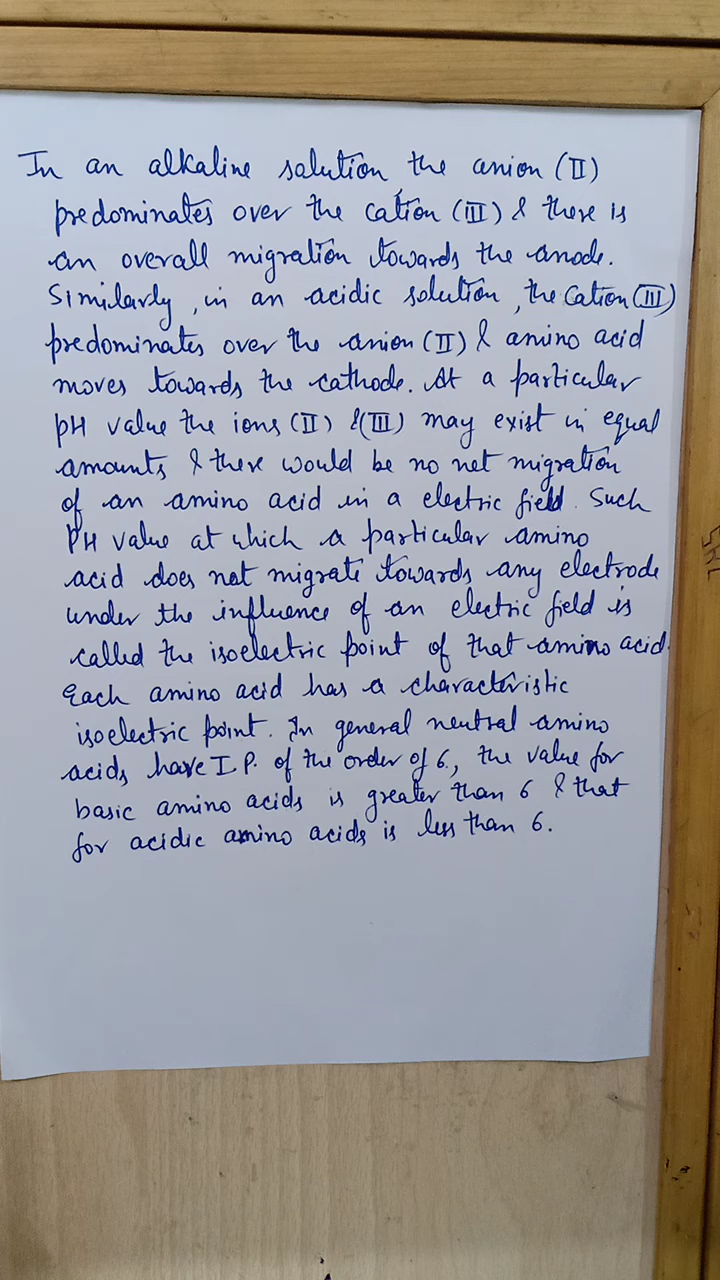 In an alkaline solution the anion (II)
predominates over the cation (III) & there is
an overall migration towards the anode.
Similarly, in an acidic solution, the cation (III)
predominates over the anion (II) & amino acid
moves towards the cathode. At a particular
pH value the ions (II) & (III) may exist in equal
amounts & there would be no net migration
of an amino acid in a electric field. Such
PH value at which a particular amino
acid does not migrate towards any electrode
under the influence of an electric field is
called the isoelectric point of that amino acid.
Each amino acid has a characteristic
isoelectric point. In general neutral amino
acids have I.P. of the order of 6, the value for
basic amino acids is greater than 6 & that
for acidic amino acids is less than 6.